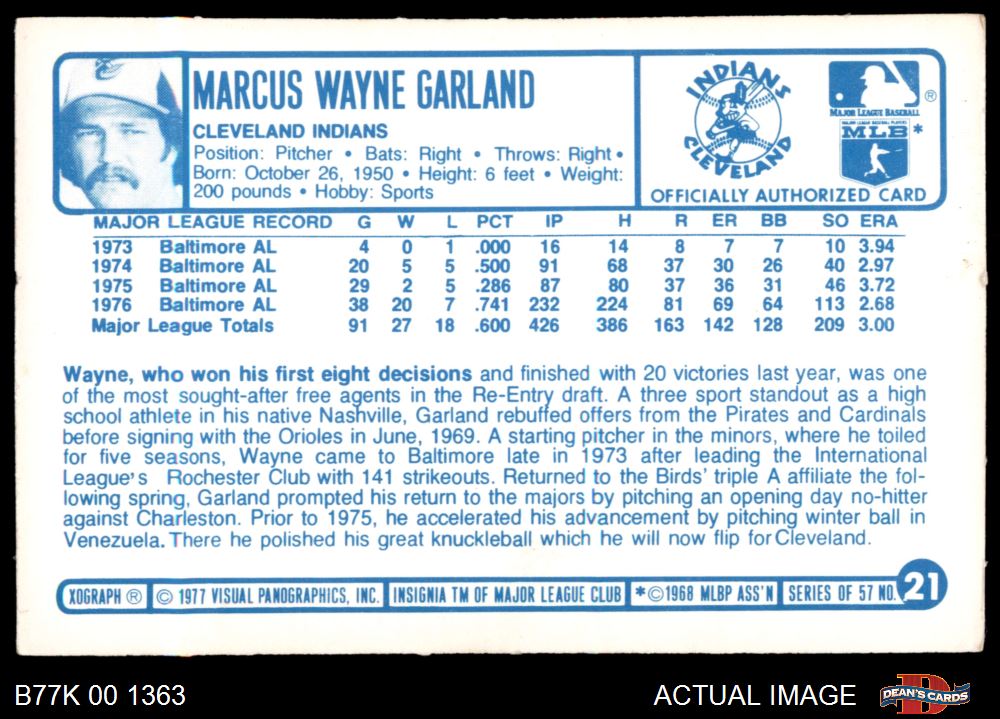 MARCUS WAYNE GARLAND
CLEVELAND INDIANS
Position: Pitcher • Bats: Right • Throws: Right •
Born: October 26, 1950 • Height: 6 feet • Weight:
200 pounds • Hobby: Sports
INDIANS
CLEVELAND
MAJOR LEAGUE BASEBALL ®
MAJOR LEAGUE BASEBALL PLAYERS
MLB *
OFFICIALLY AUTHORIZED CARD
MAJOR LEAGUE RECORD G W L PCT IP H R ER BB SO ERA
1973 Baltimore AL 4 0 1 .000 16 14 8 7 7 10 3.94
1974 Baltimore AL 20 5 5 .500 91 68 37 30 26 40 2.97
1975 Baltimore AL 29 2 5 .286 87 80 37 36 31 46 3.72
1976 Baltimore AL 38 20 7 .741 232 224 81 69 64 113 2.68
Major League Totals 91 27 18 .600 426 386 163 142 128 209 3.00
Wayne, who won his first eight decisions and finished with 20 victories last year, was one
of the most sought-after free agents in the Re-Entry draft. A three sport standout as a high
school athlete in his native Nashville, Garland rebuffed offers from the Pirates and Cardinals
before signing with the Orioles in June, 1969. A starting pitcher in the minors, where he toiled
for five seasons, Wayne came to Baltimore late in 1973 after leading the International
League's Rochester Club with 141 strikeouts. Returned to the Birds' triple A affiliate the fol-
lowing spring, Garland prompted his return to the majors by pitching an opening day no-hitter
against Charleston. Prior to 1975, he accelerated his advancement by pitching winter ball in
Venezuela. There he polished his great knuckleball which he will now flip for Cleveland.
XOGRAPH ® © 1977 VISUAL PANOGRAPHICS, INC. INSIGNIA TM OF MAJOR LEAGUE CLUB *©1968 MLBP ASS'N SERIES OF 57 NO. 21
B77K 00 1363 ACTUAL IMAGE DEAN'S CARDS